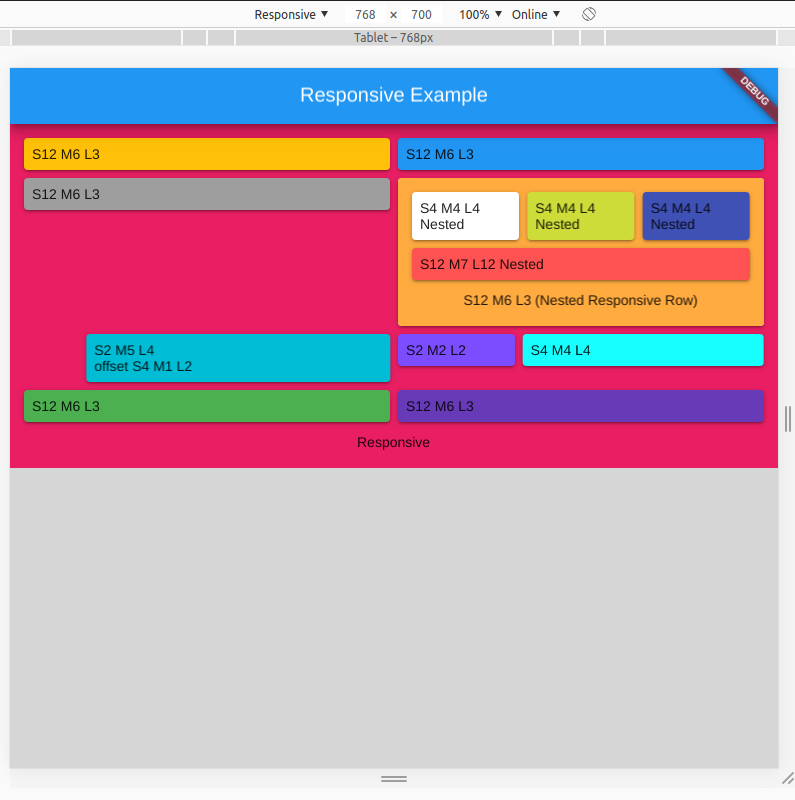 Responsive ▼ 768 × 700 100% ▼ Online ▼
Tablet – 768px
Responsive Example
DEBUG
S12 M6 L3
S12 M6 L3
S12 M6 L3
S4 M4 L4
Nested
S4 M4 L4
Nested
S4 M4 L4
Nested
S12 M7 L12 Nested
S12 M6 L3 (Nested Responsive Row)
S2 M5 L4
offset S4 M1 L2
S2 M2 L2
S4 M4 L4
S12 M6 L3
S12 M6 L3
Responsive